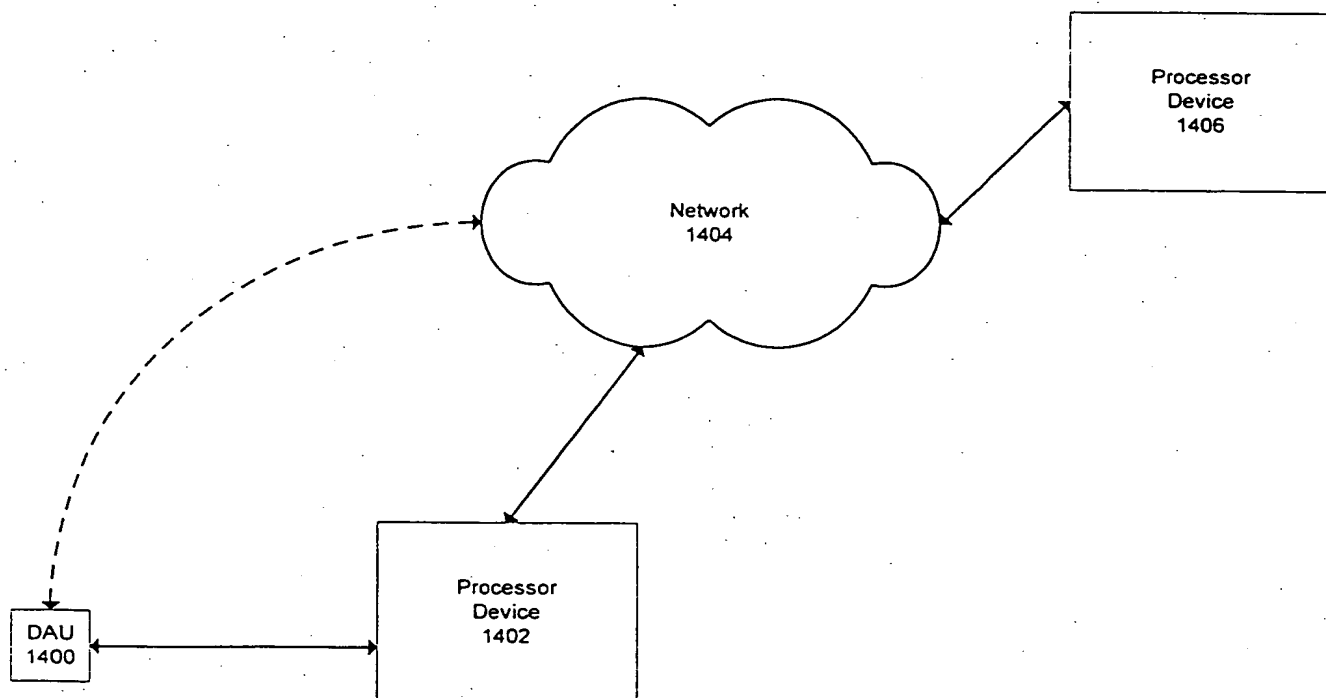 Processor
Device
1406
Network
1404
Processor
Device
1402
DAU
1400